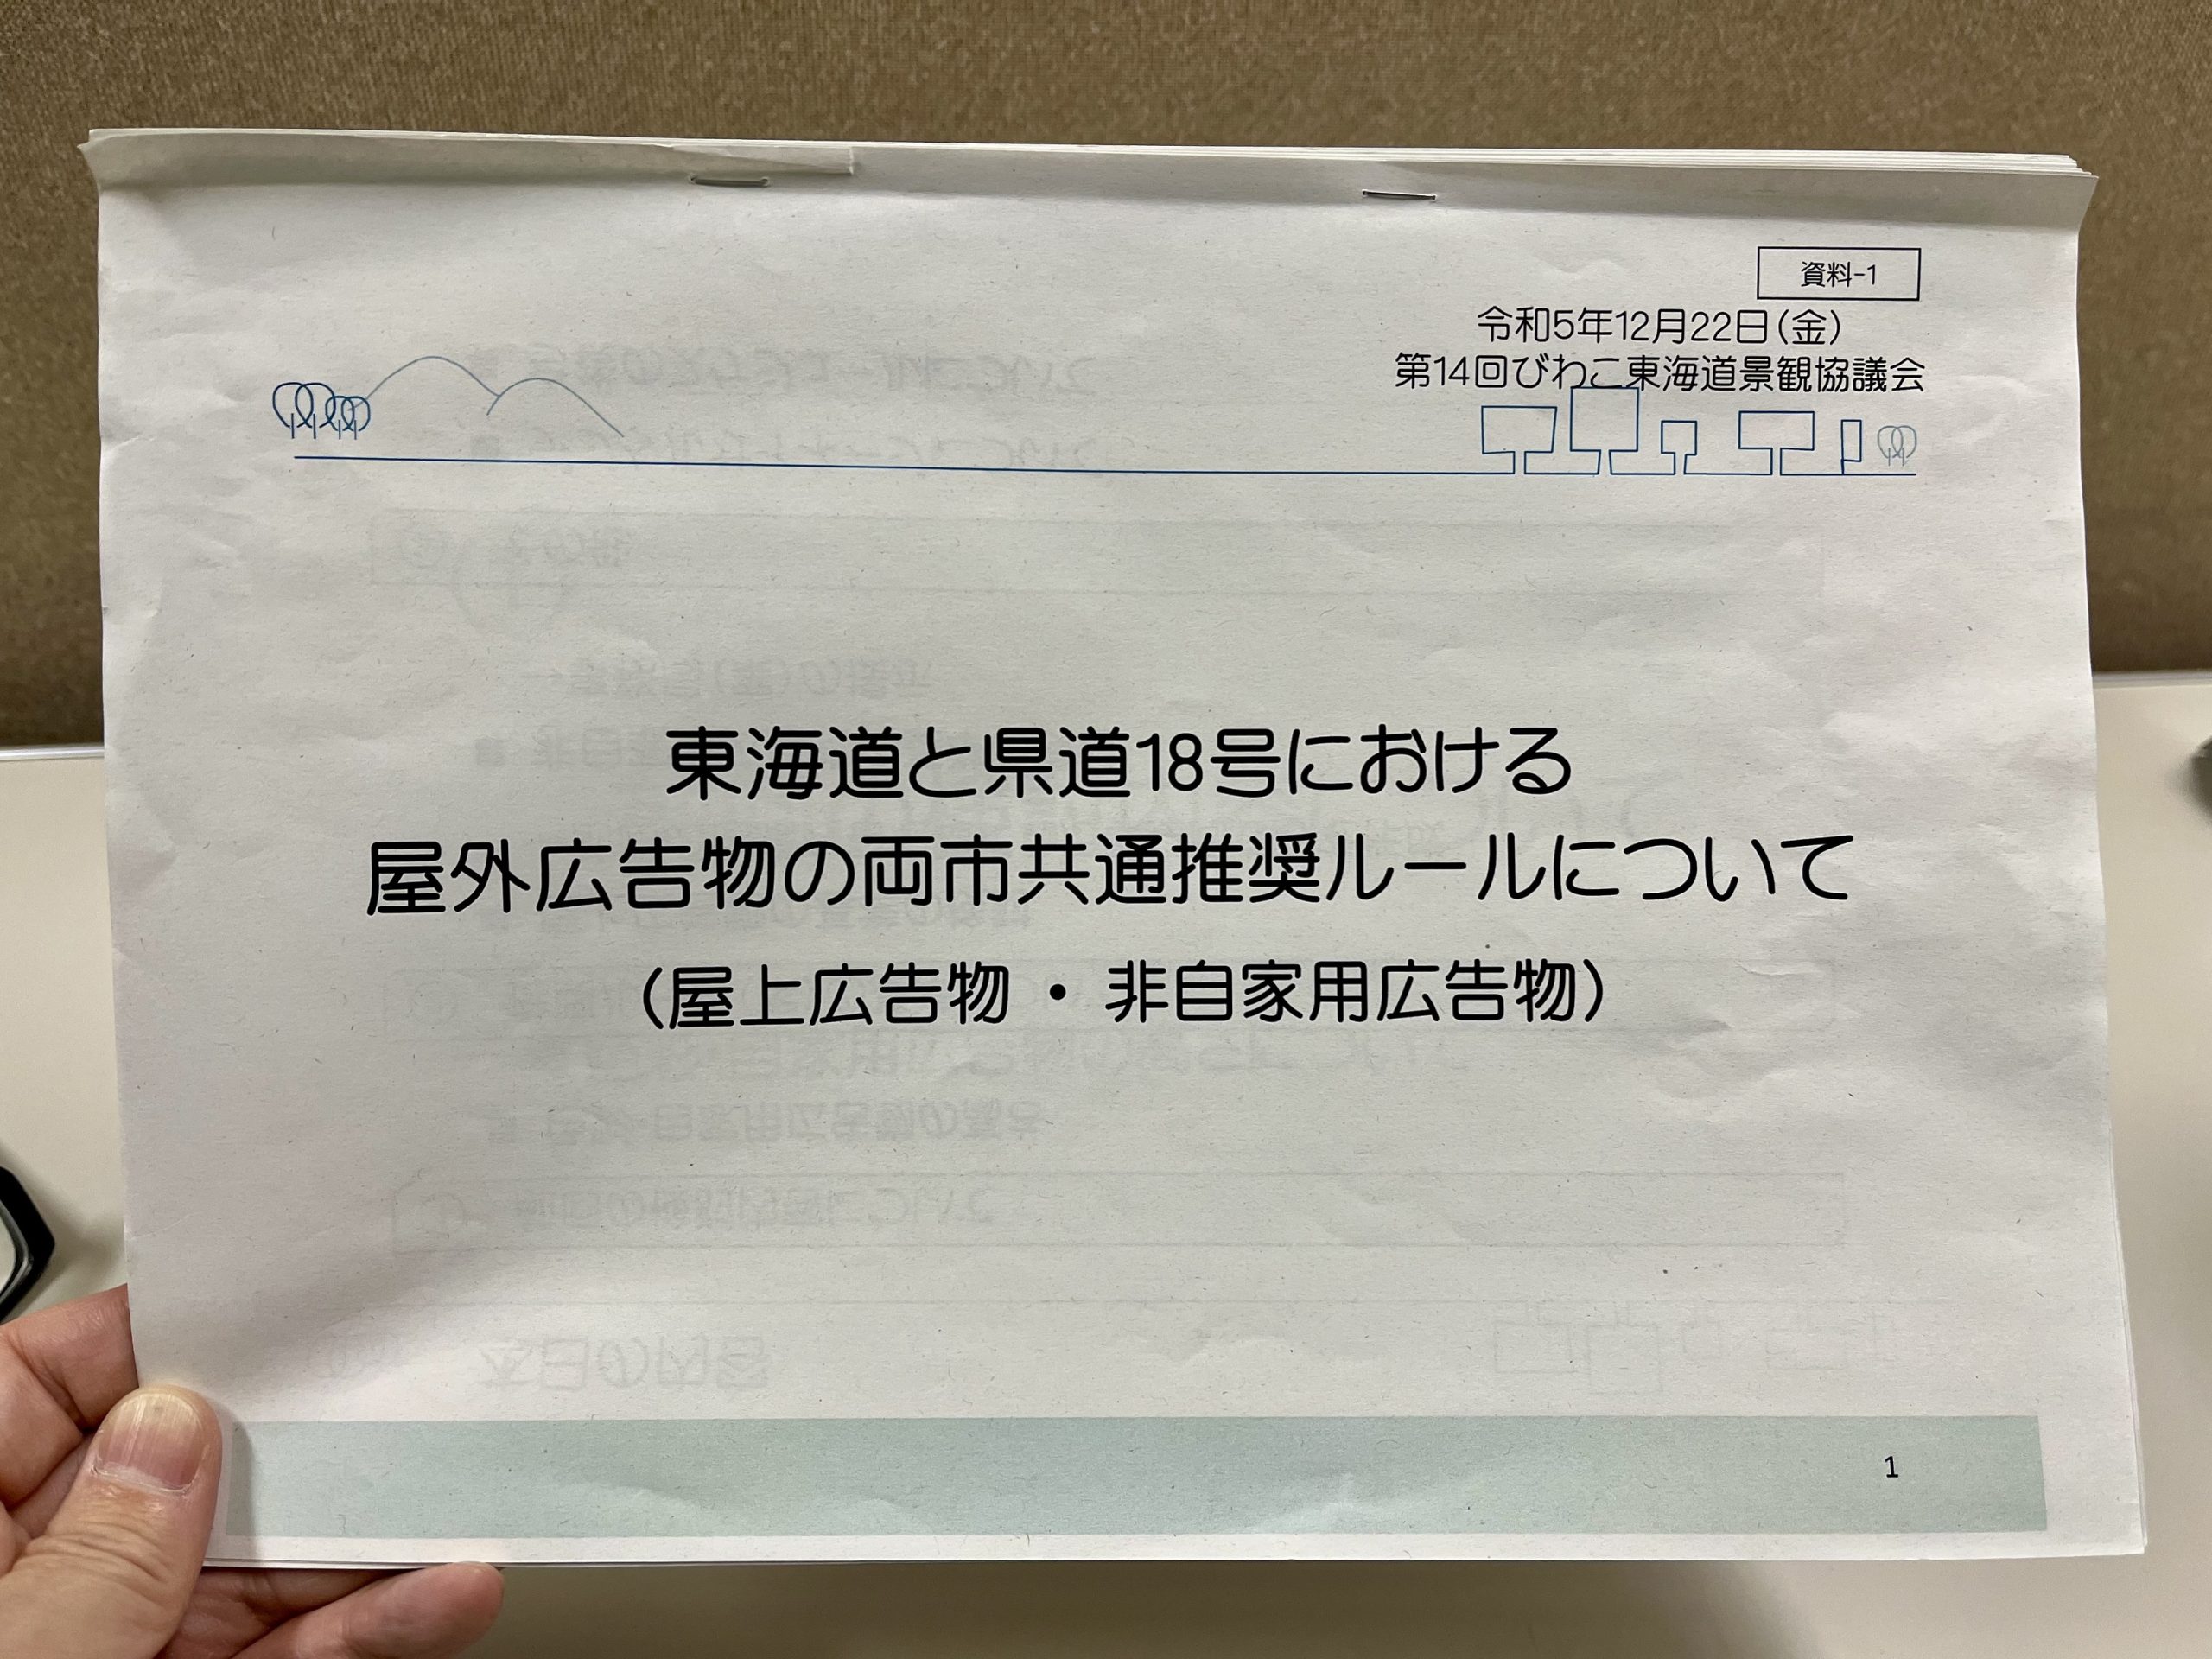 資料-1
令和5年12月22日(金)
第14回びわこ東海道景観協議会
東海道と県道18号における
屋外広告物の両市共通推奨ルールについて
(屋上広告物 ・ 非自家用広告物)
1